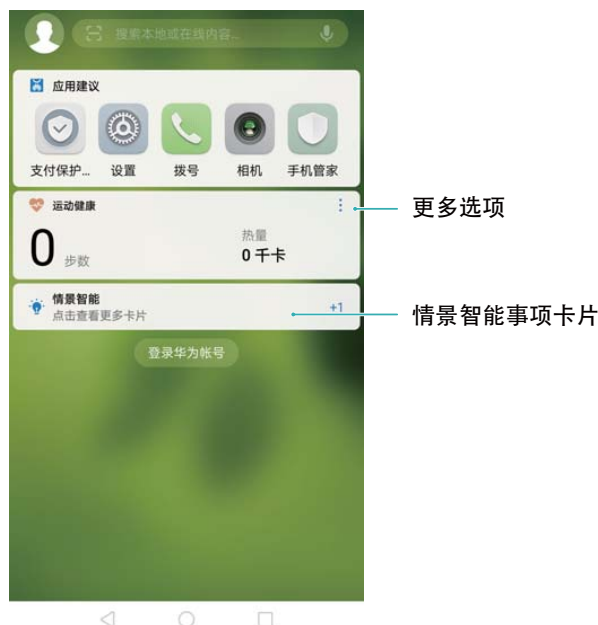 搜索本地或在线内容...
应用建议
支付保护... 设置 拨号 相机 手机管家
运动健康
更多选项
0 步数
热量
0 千卡
情景智能
点击查看更多卡片
+1
情景智能事项卡片
登录华为帐号